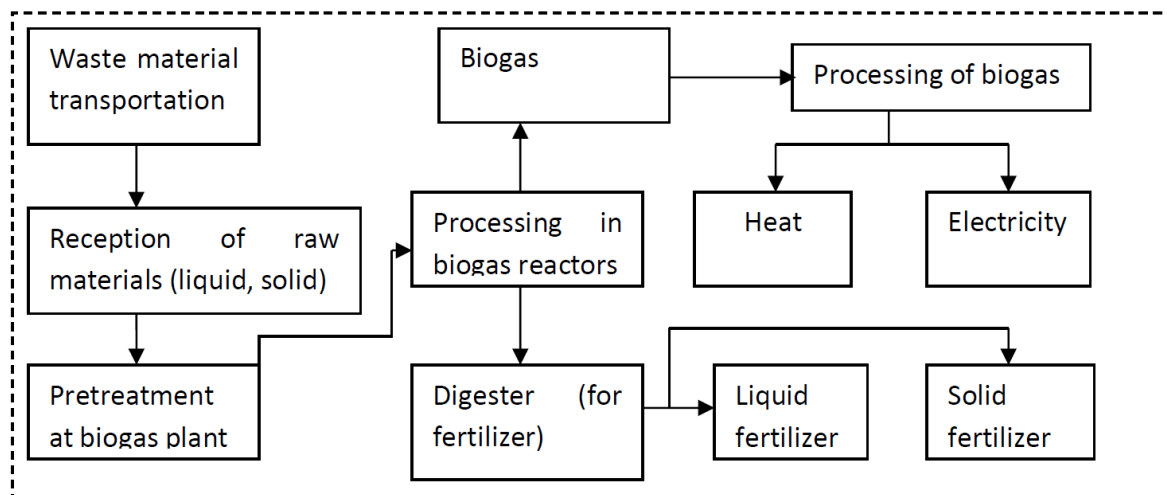 Waste material
transportation
Biogas
Processing of biogas
Reception of raw
materials (liquid, solid)
Processing in
biogas reactors
Heat
Electricity
Pretreatment
at biogas plant
Digester (for
fertilizer)
Liquid
fertilizer
Solid
fertilizer